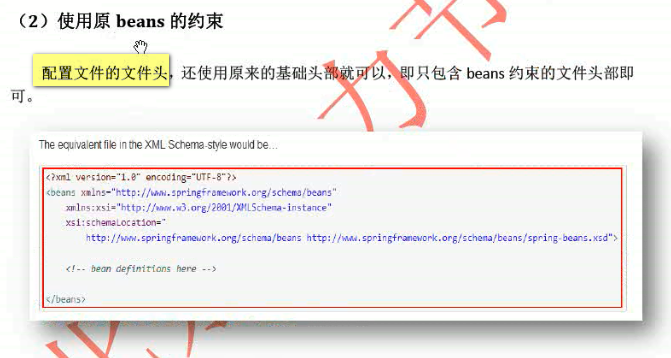 （2）使用原 beans 的约束
配置文件的文件头，还使用原来的基础头部就可以，即只包含 beans 约束的文件头部即
可。
The equivalent file in the XML Schema-style would be...
<?xml version="1.0" encoding="UTF-8"?>
<beans xmlns="http://www.springframework.org/schema/beans"
xmlns:xsi="http://www.w3.org/2001/XMLSchema-instance"
xsi:schemaLocation="
http://www.springframework.org/schema/beans http://www.springframework.org/schema/beans/spring-beans.xsd">
<!-- bean definitions here -->
</beans>